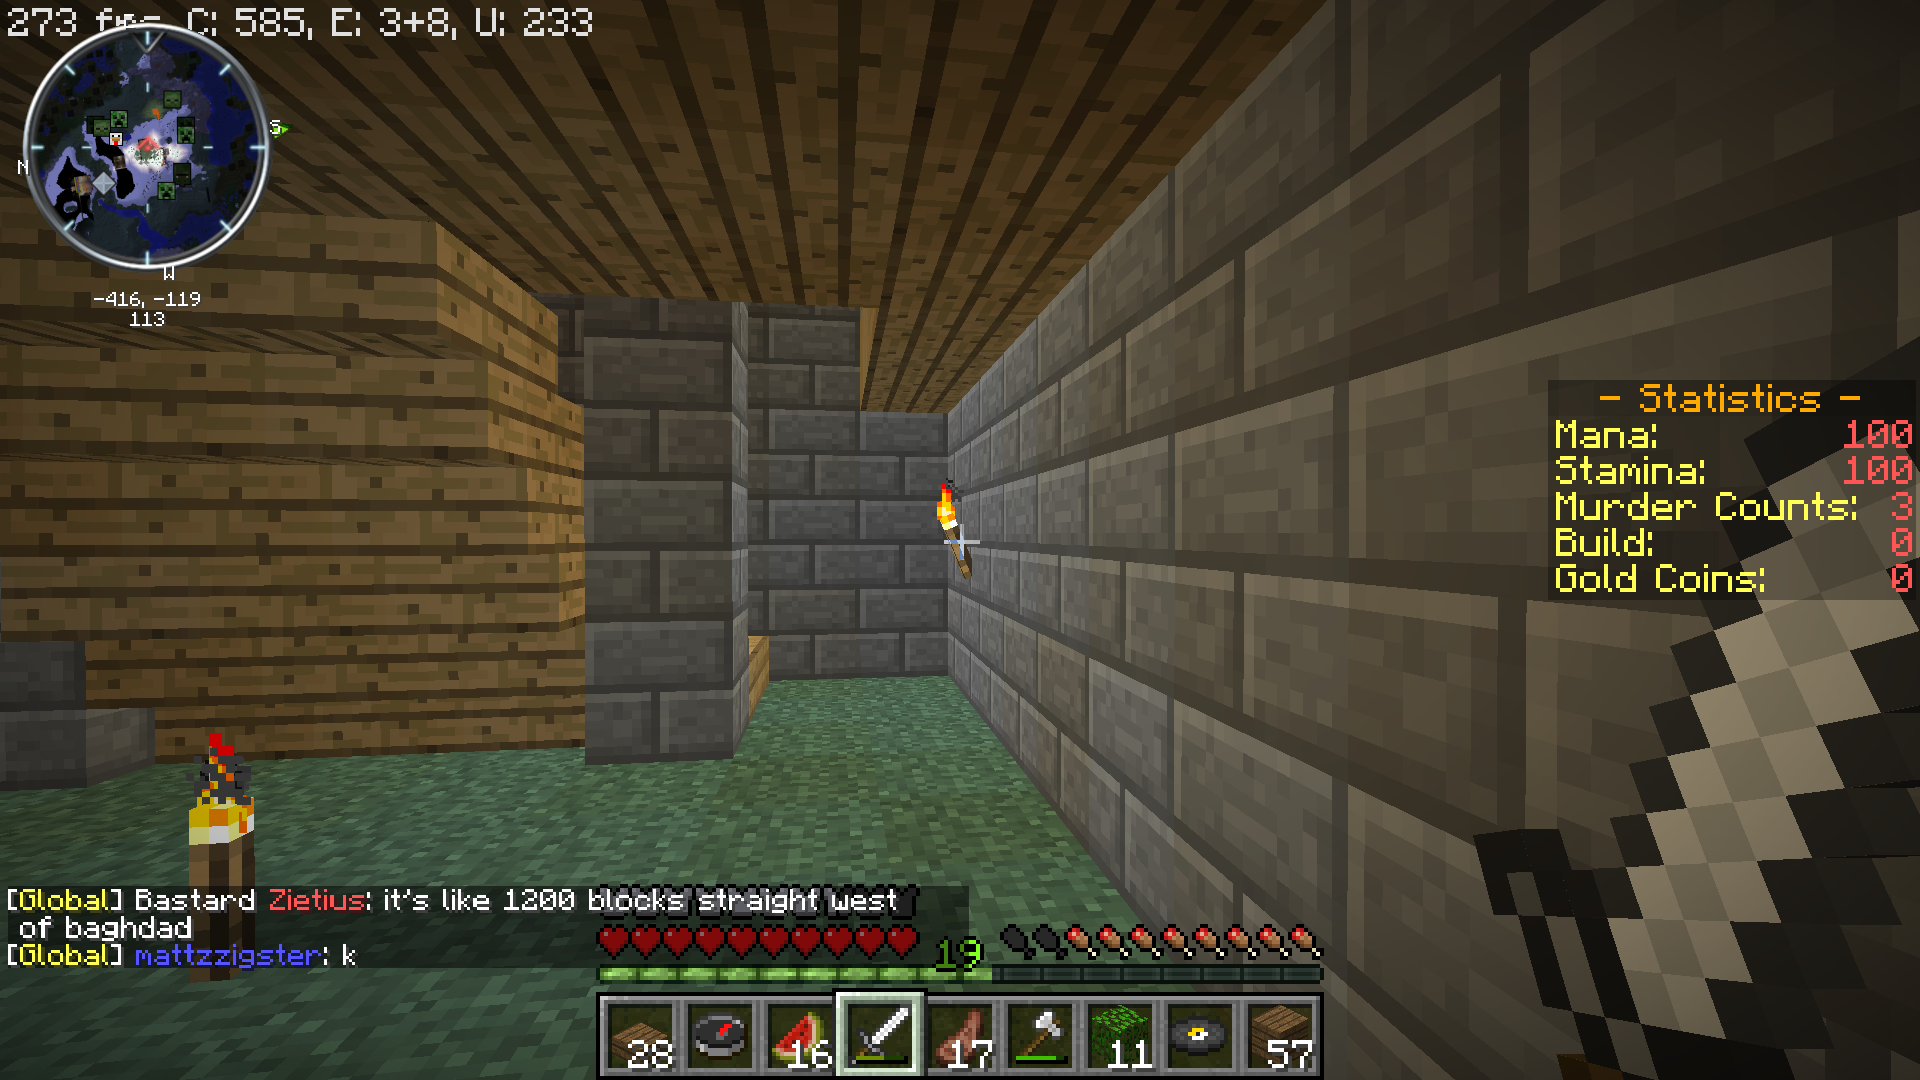 273 fps, C: 585, E: 3+8, U: 233
S
N
W
-416, -119
113
- Statistics -
Mana: 100
Stamina: 100
Murder Counts: 3
Build: 0
Gold Coins: 0
[Global] Bastard Zietius: it's like 1200 blocks straight west
of baghdad
[Global] mattzzigster: k
19
28 16 17 11 57